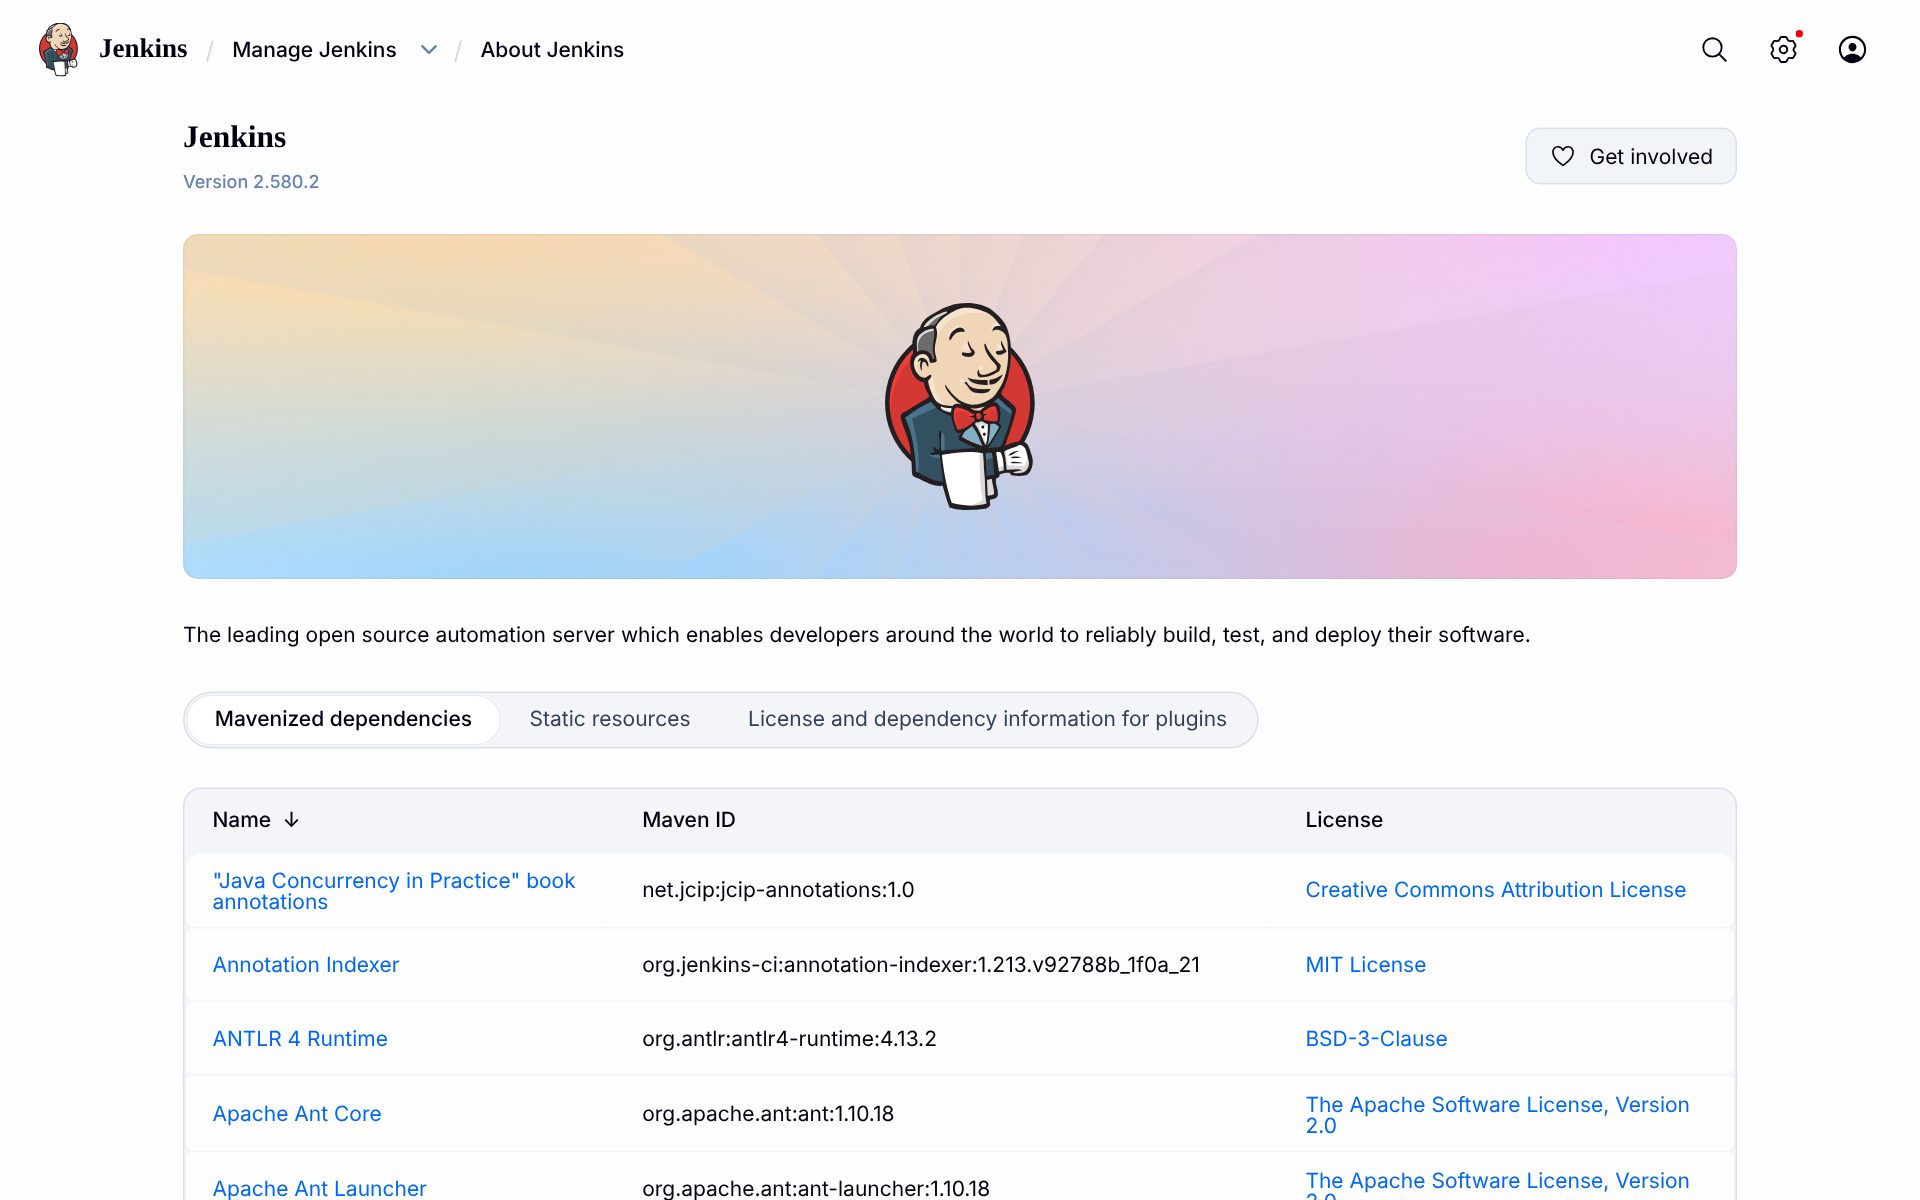 Jenkins / Manage Jenkins / About Jenkins
Jenkins
Version 2.580.2
Get involved
The leading open source automation server which enables developers around the world to reliably build, test, and deploy their software.
Mavenized dependencies Static resources License and dependency information for plugins
Name ↓ Maven ID License
"Java Concurrency in Practice" book
annotations
net.jcip:jcip-annotations:1.0
Creative Commons Attribution License
Annotation Indexer org.jenkins-ci:annotation-indexer:1.213.v92788b_1f0a_21 MIT License
ANTLR 4 Runtime org.antlr:antlr4-runtime:4.13.2 BSD-3-Clause
Apache Ant Core org.apache.ant:ant:1.10.18
The Apache Software License, Version
2.0
Apache Ant Launcher org.apache.ant:ant-launcher:1.10.18
The Apache Software License, Version
2.0